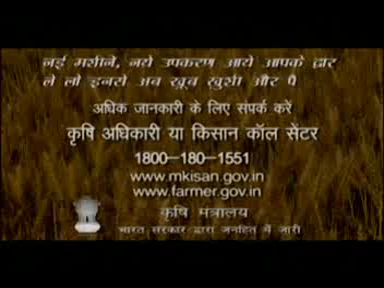 नई मशीने, नये उपकरण आये आपके द्वार
ले लो इनसे अब खूब खुशी और पै
अधिक जानकारी के लिए संपर्क करें
कृषि अधिकारी या किसान कॉल सेंटर
1800-180-1551
www.mkisan.gov.in
www.farmer.gov.in
कृषि मंत्रालय
भारत सरकार द्वारा जनहित में जारी